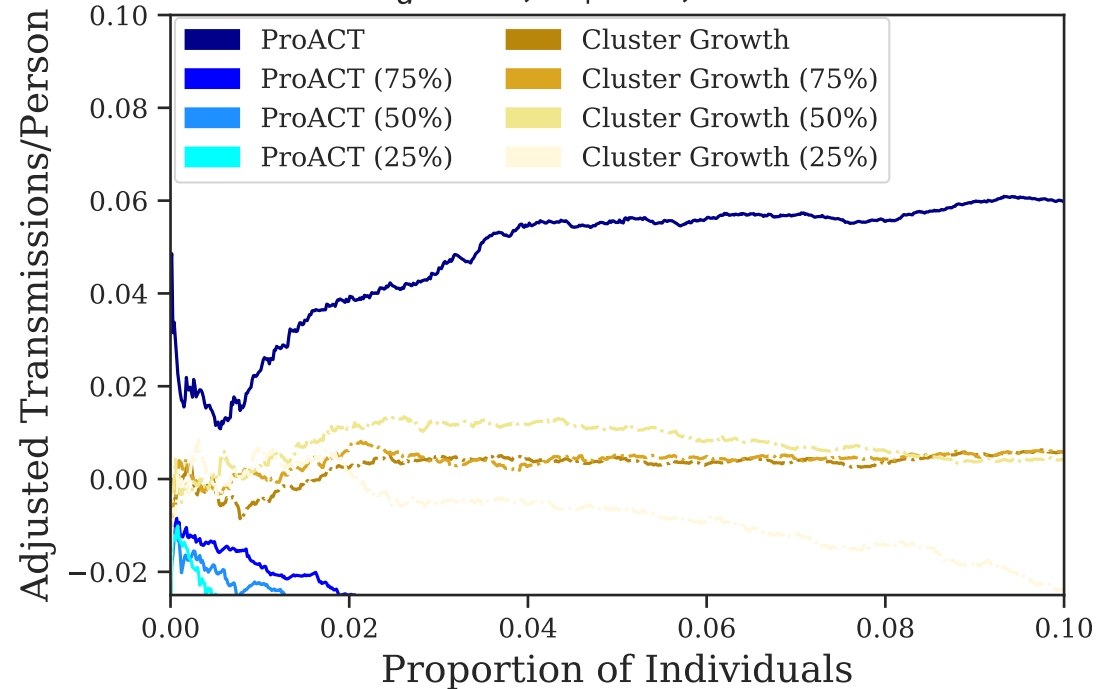 Adjusted Transmissions/Person
0.10
0.08
0.06
0.04
0.02
0.00
−0.02
ProACT
ProACT (75%)
ProACT (50%)
ProACT (25%)
Cluster Growth
Cluster Growth (75%)
Cluster Growth (50%)
Cluster Growth (25%)
0.00 0.02 0.04 0.06 0.08 0.10
Proportion of Individuals